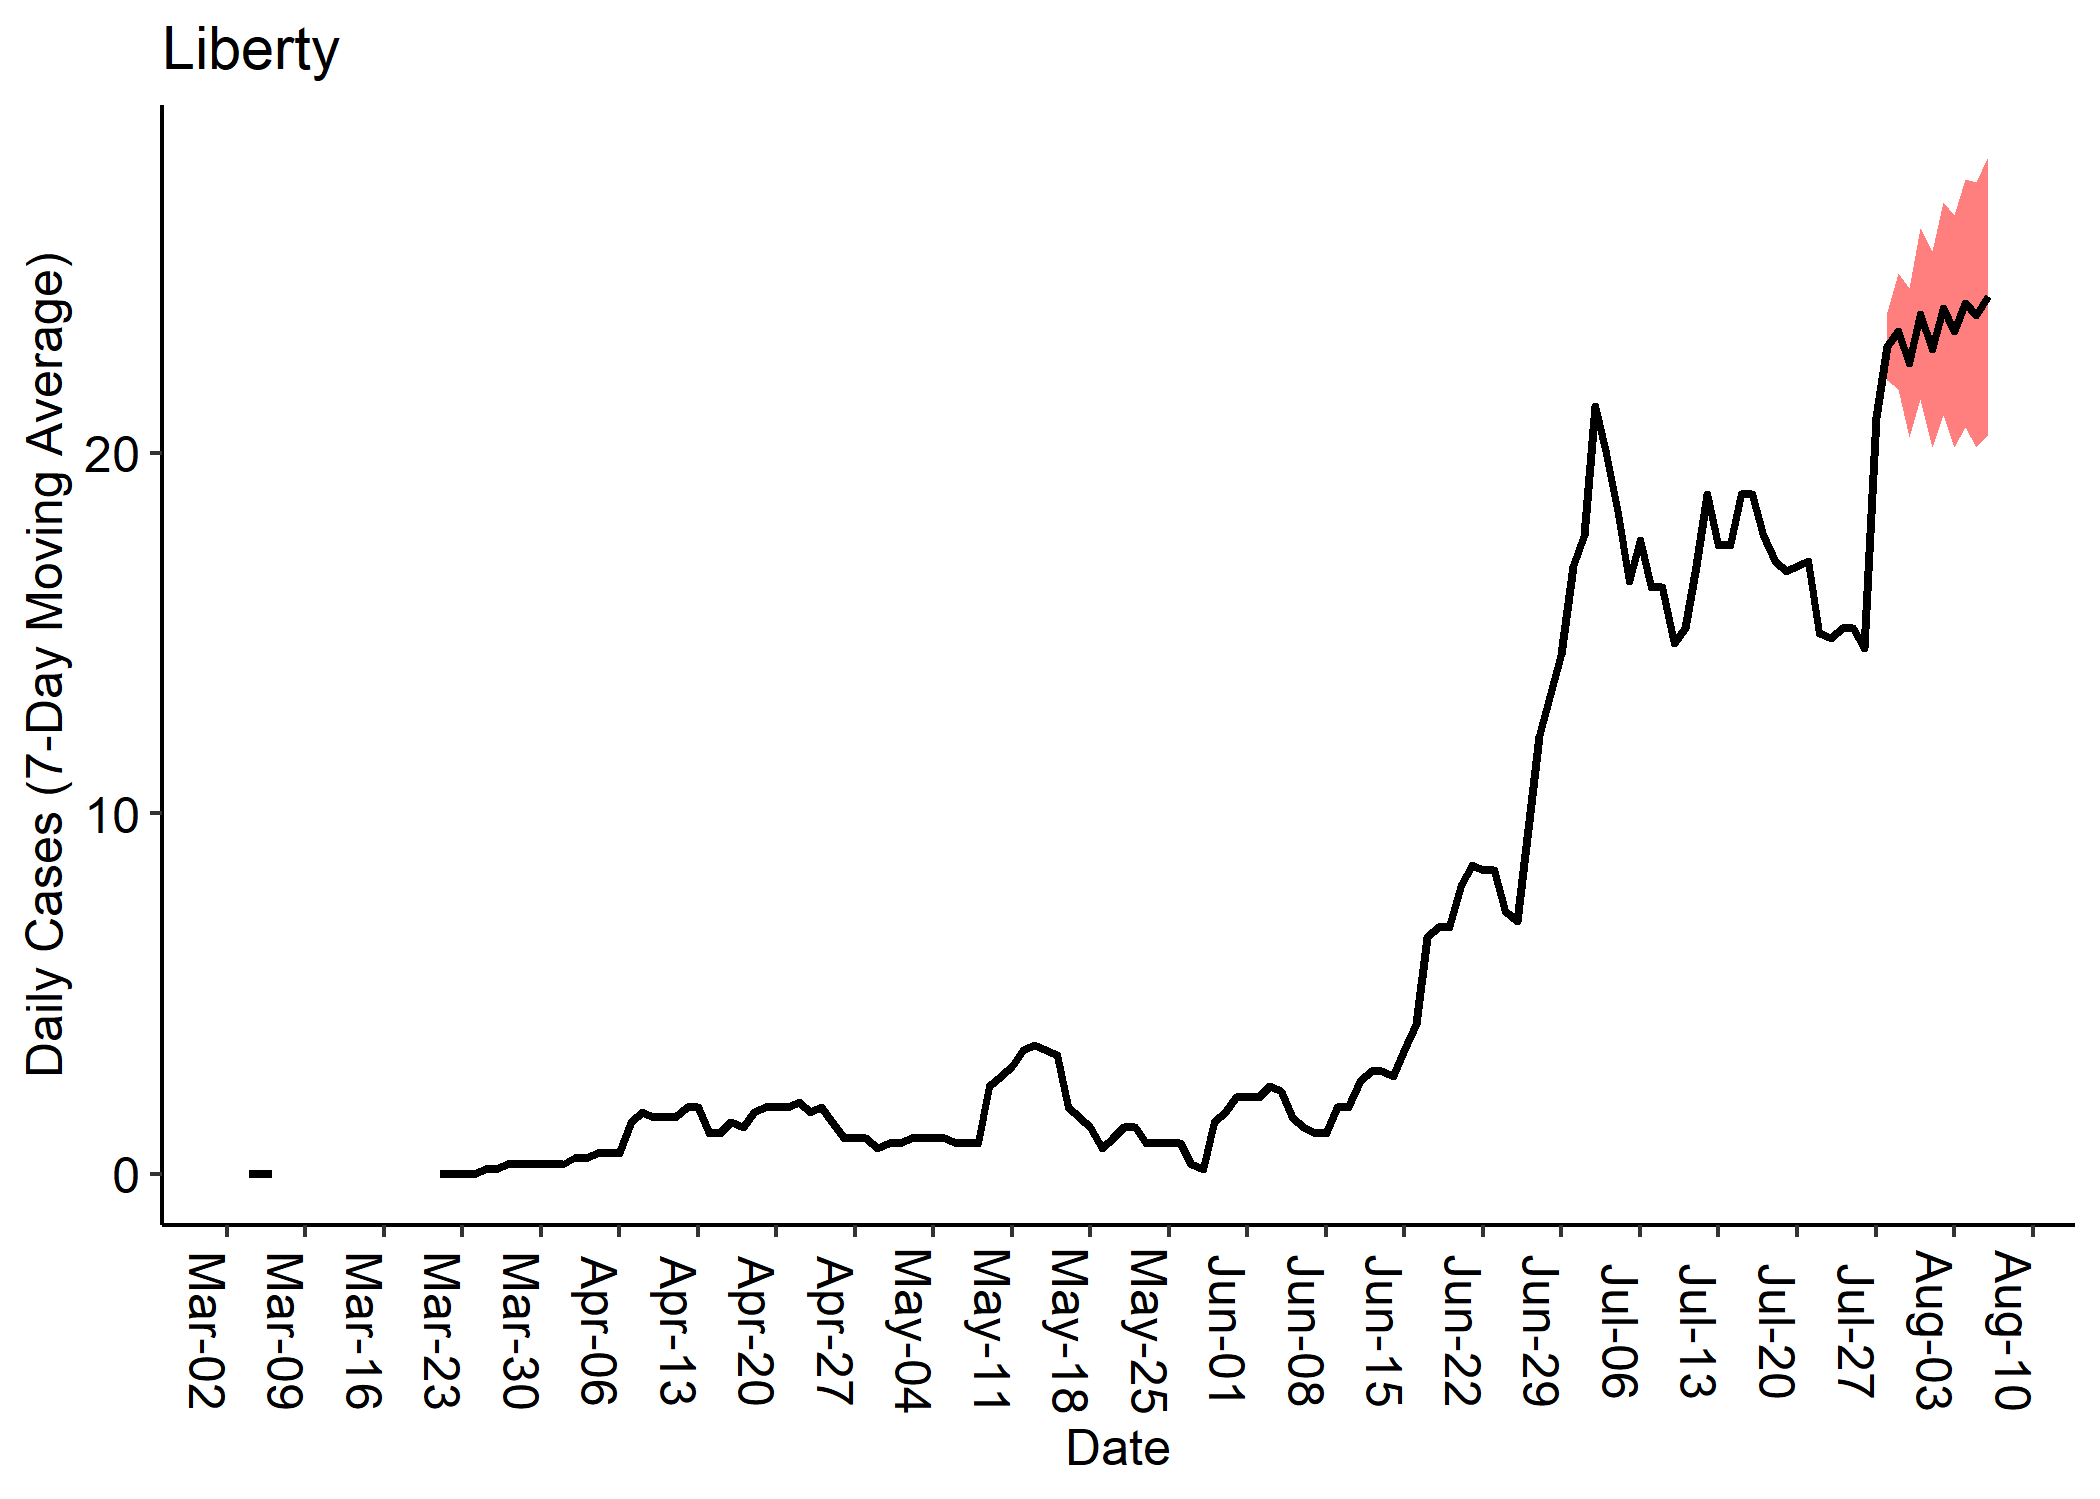 Liberty
Daily Cases (7-Day Moving Average)
20
10
0
Mar-02
Mar-09
Mar-16
Mar-23
Mar-30
Apr-06
Apr-13
Apr-20
Apr-27
May-04
May-11
May-18
May-25
Jun-01
Jun-08
Jun-15
Jun-22
Jun-29
Jul-06
Jul-13
Jul-20
Jul-27
Aug-03
Aug-10
Date